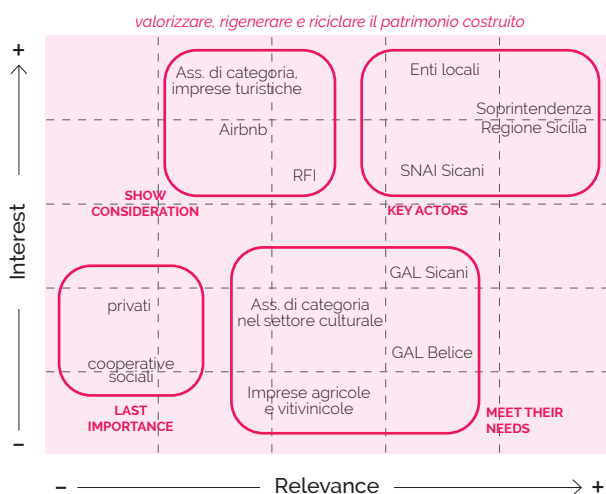 valorizzare, rigenerare e riciclare il patrimonio costruito
+
Interest
–
Ass. di categoria,
imprese turistiche
Airbnb
RFI
SHOW
CONSIDERATION
Enti locali
Soprintendenza
Regione Sicilia
SNAI Sicani
KEY ACTORS
privati
cooperative
sociali
LAST
IMPORTANCE
GAL Sicani
Ass. di categoria
nel settore culturale
GAL Belice
Imprese agricole
e vitivinicole
MEET THEIR
NEEDS
–
Relevance
+